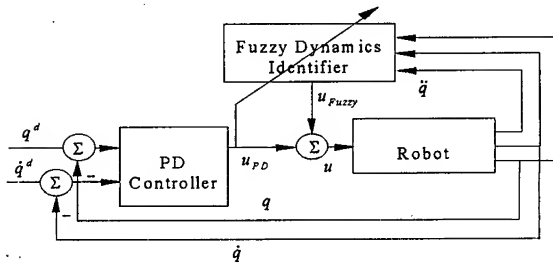 Fuzzy Dynamics
Identifier
q̈
u_Fuzzy
q^d
Σ
q̇^d
Σ
−
−
PD
Controller
u_PD
Σ
u
Robot
q
q̇